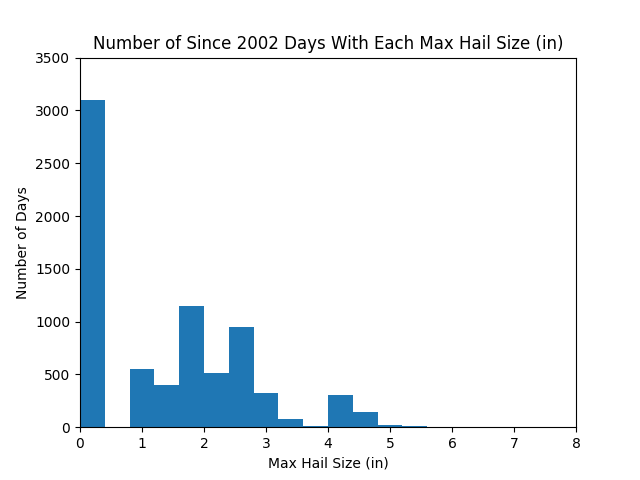 Number of Since 2002 Days With Each Max Hail Size (in)
3500
3000
2500
2000
1500
1000
500
0
Number of Days
0 1 2 3 4 5 6 7 8
Max Hail Size (in)